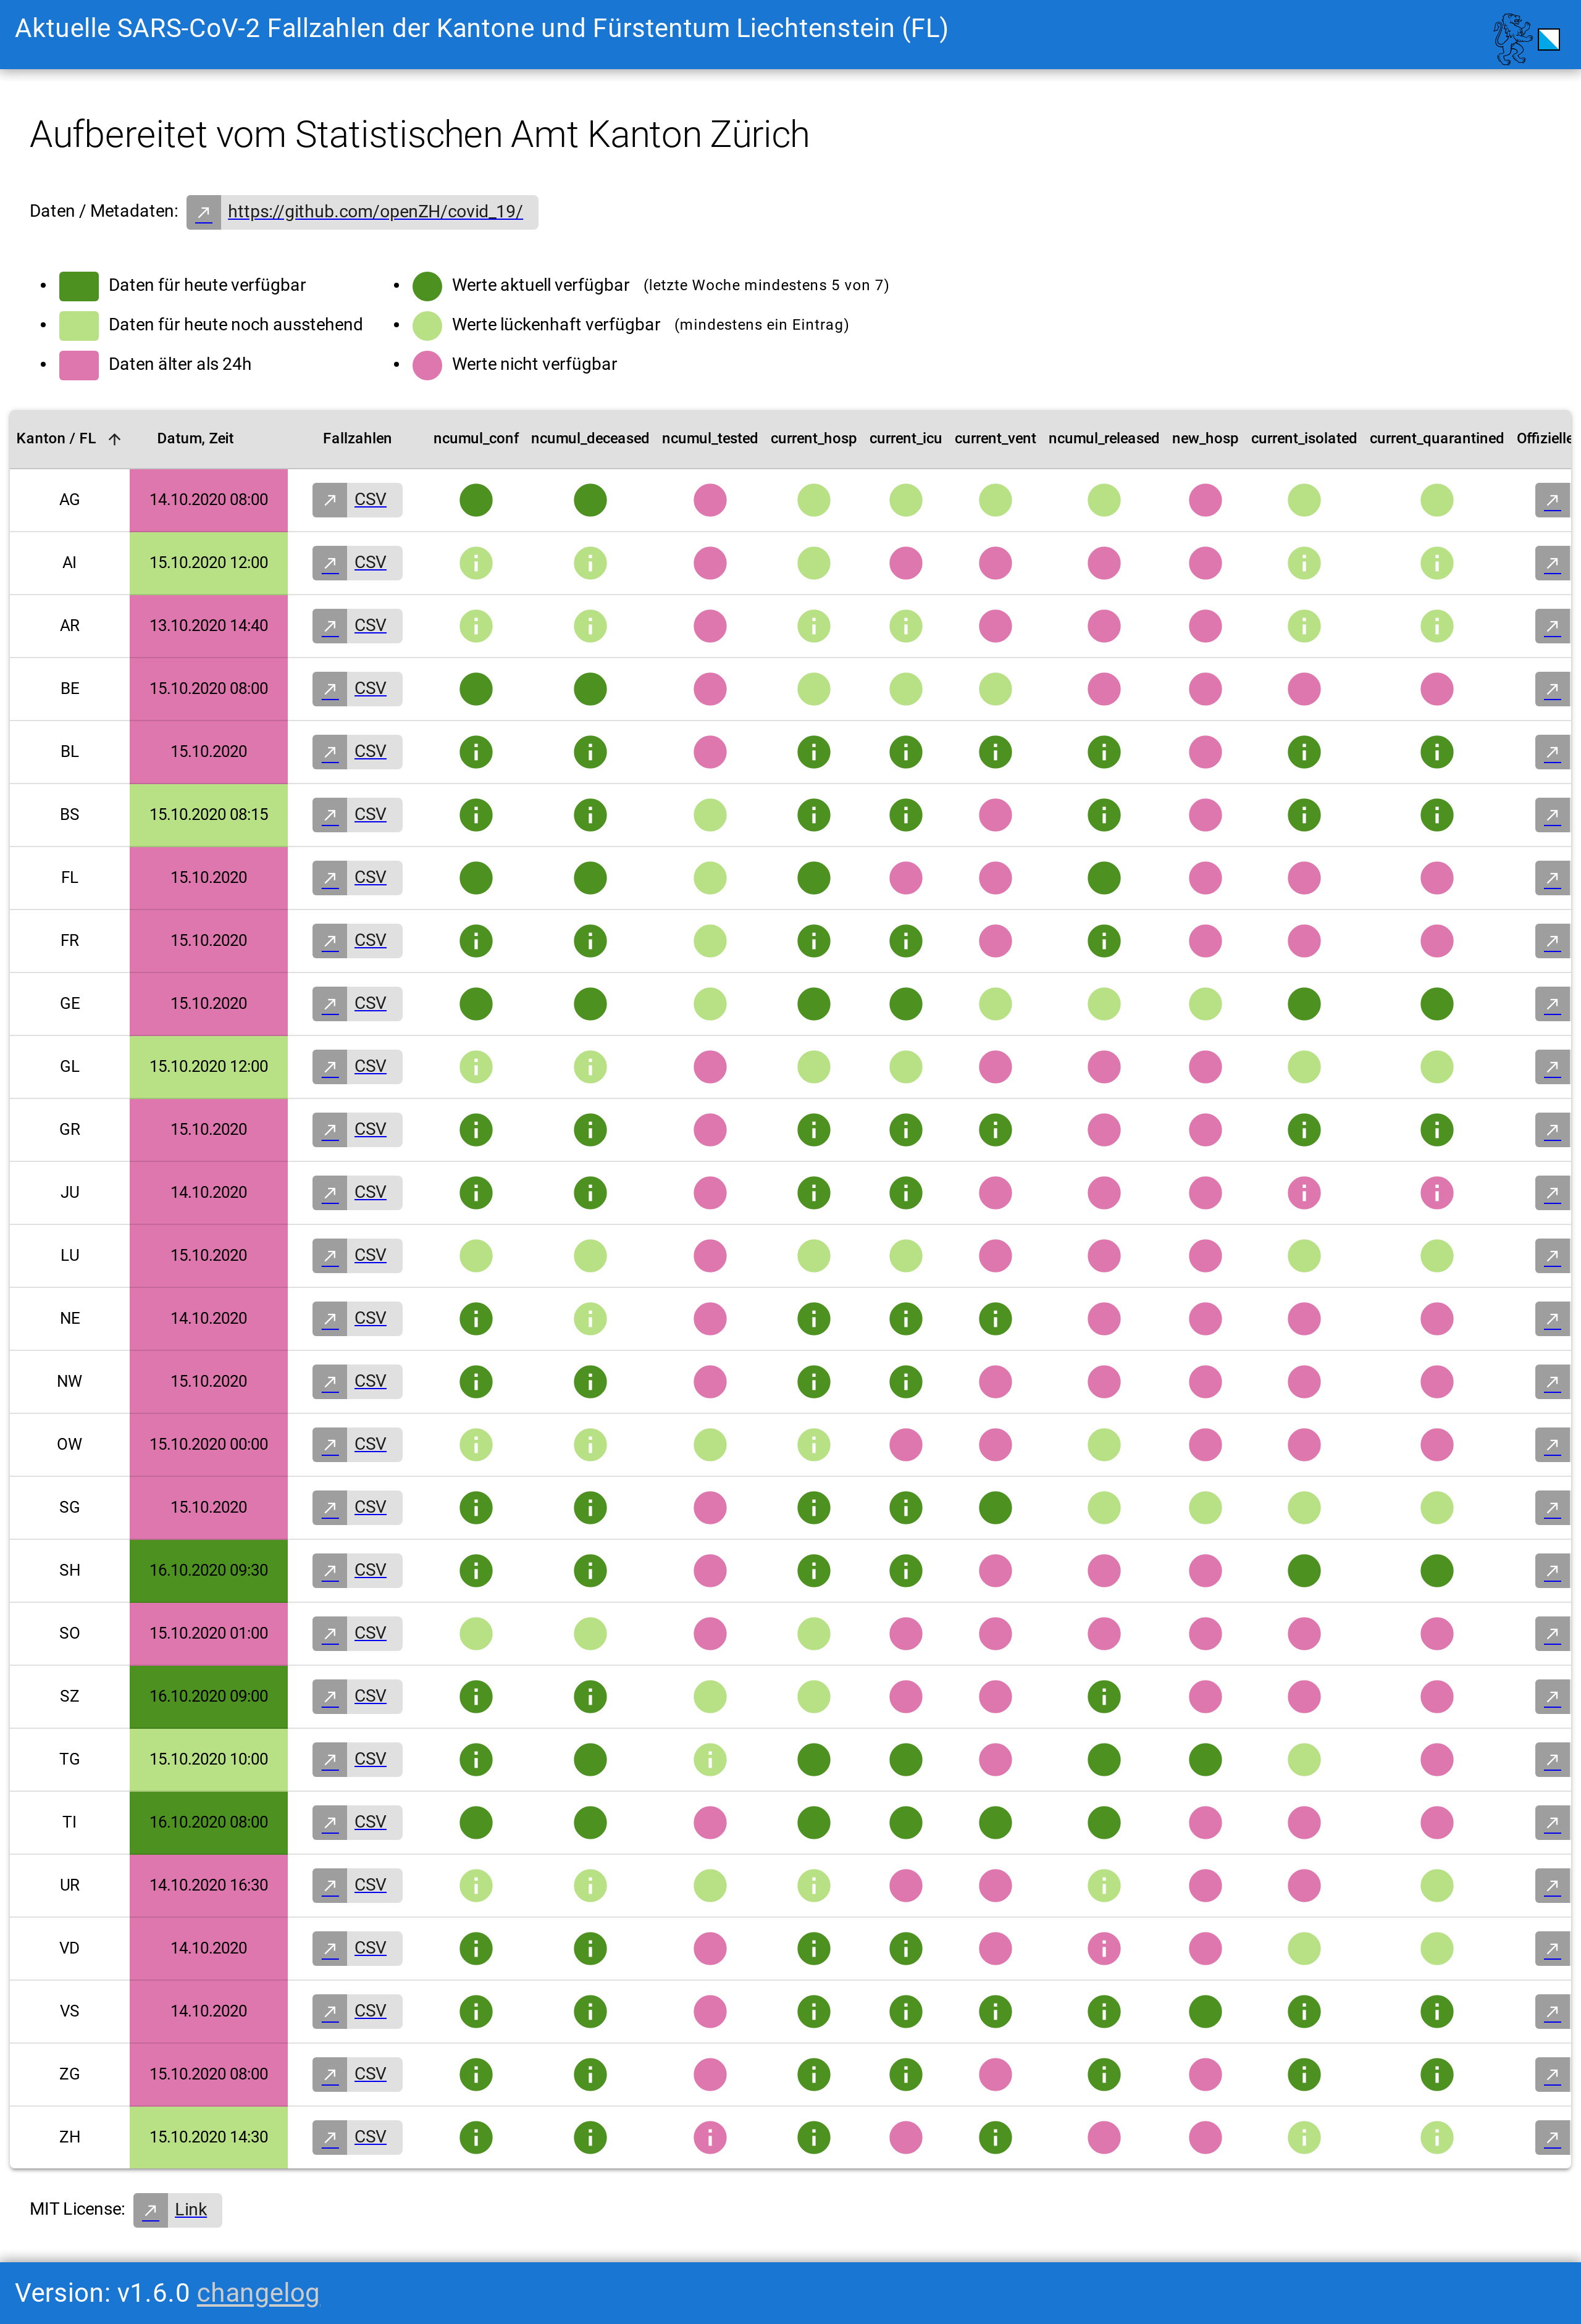 Aktuelle SARS-CoV-2 Fallzahlen der Kantone und Fürstentum Liechtenstein (FL)
Aufbereitet vom Statistischen Amt Kanton Zürich
Daten / Metadaten: https://github.com/openZH/covid_19/
Daten für heute verfügbar Werte aktuell verfügbar (letzte Woche mindestens 5 von 7)
Daten für heute noch ausstehend Werte lückenhaft verfügbar (mindestens ein Eintrag)
Daten älter als 24h Werte nicht verfügbar
Kanton / FL Datum, Zeit Fallzahlen ncumul_conf ncumul_deceased ncumul_tested current_hosp current_icu current_vent ncumul_released new_hosp current_isolated current_quarantined Offizielle
AG 14.10.2020 08:00 CSV
AI 15.10.2020 12:00 CSV
AR 13.10.2020 14:40 CSV
BE 15.10.2020 08:00 CSV
BL 15.10.2020 CSV
BS 15.10.2020 08:15 CSV
FL 15.10.2020 CSV
FR 15.10.2020 CSV
GE 15.10.2020 CSV
GL 15.10.2020 12:00 CSV
GR 15.10.2020 CSV
JU 14.10.2020 CSV
LU 15.10.2020 CSV
NE 14.10.2020 CSV
NW 15.10.2020 CSV
OW 15.10.2020 00:00 CSV
SG 15.10.2020 CSV
SH 16.10.2020 09:30 CSV
SO 15.10.2020 01:00 CSV
SZ 16.10.2020 09:00 CSV
TG 15.10.2020 10:00 CSV
TI 16.10.2020 08:00 CSV
UR 14.10.2020 16:30 CSV
VD 14.10.2020 CSV
VS 14.10.2020 CSV
ZG 15.10.2020 08:00 CSV
ZH 15.10.2020 14:30 CSV
MIT License: Link
Version: v1.6.0 changelog